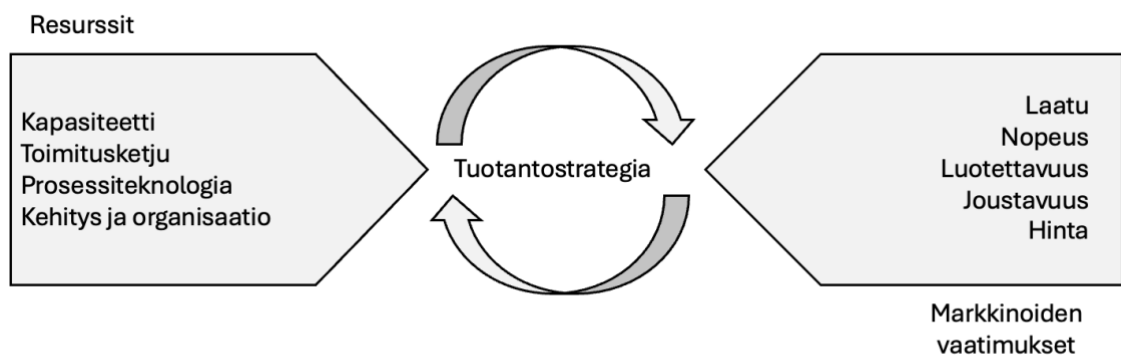 Resurssit
Kapasiteetti
Toimitusketju
Prosessiteknologia
Kehitys ja organisaatio
Tuotantostrategia
Laatu
Nopeus
Luotettavuus
Joustavuus
Hinta
Markkinoiden
vaatimukset